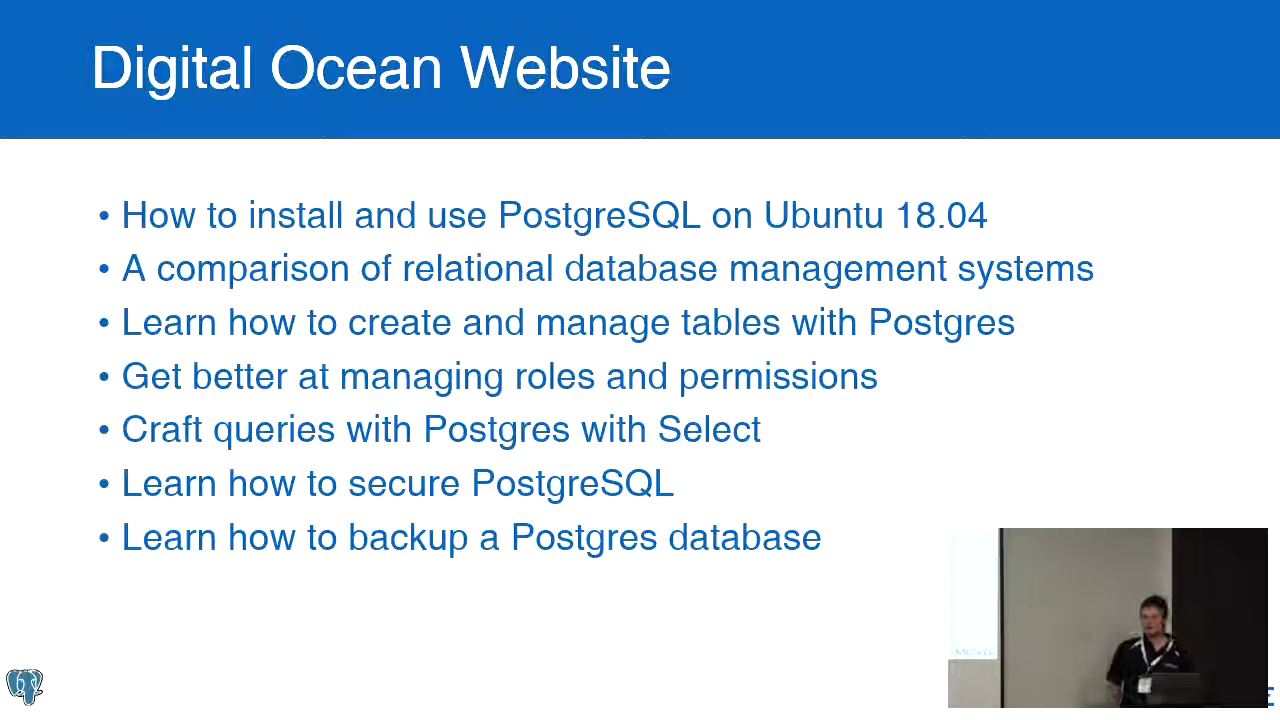 Digital Ocean Website
• How to install and use PostgreSQL on Ubuntu 18.04
• A comparison of relational database management systems
• Learn how to create and manage tables with Postgres
• Get better at managing roles and permissions
• Craft queries with Postgres with Select
• Learn how to secure PostgreSQL
• Learn how to backup a Postgres database